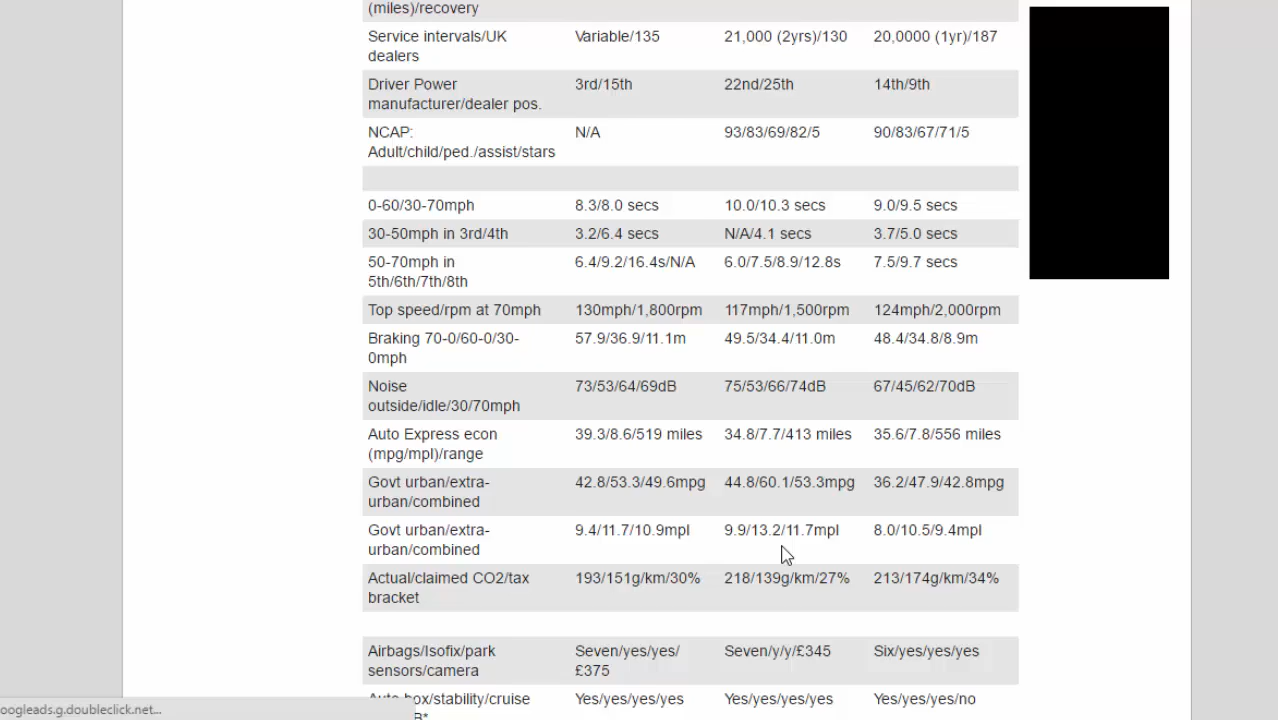 (miles)/recovery
Service intervals/UK dealers Variable/135 21,000 (2yrs)/130 20,0000 (1yr)/187
Driver Power manufacturer/dealer pos. 3rd/15th 22nd/25th 14th/9th
NCAP: Adult/child/ped./assist/stars N/A 93/83/69/82/5 90/83/67/71/5
0-60/30-70mph 8.3/8.0 secs 10.0/10.3 secs 9.0/9.5 secs
30-50mph in 3rd/4th 3.2/6.4 secs N/A/4.1 secs 3.7/5.0 secs
50-70mph in 5th/6th/7th/8th 6.4/9.2/16.4s/N/A 6.0/7.5/8.9/12.8s 7.5/9.7 secs
Top speed/rpm at 70mph 130mph/1,800rpm 117mph/1,500rpm 124mph/2,000rpm
Braking 70-0/60-0/30-0mph 57.9/36.9/11.1m 49.5/34.4/11.0m 48.4/34.8/8.9m
Noise outside/idle/30/70mph 73/53/64/69dB 75/53/66/74dB 67/45/62/70dB
Auto Express econ (mpg/mpl)/range 39.3/8.6/519 miles 34.8/7.7/413 miles 35.6/7.8/556 miles
Govt urban/extra-urban/combined 42.8/53.3/49.6mpg 44.8/60.1/53.3mpg 36.2/47.9/42.8mpg
Govt urban/extra-urban/combined 9.4/11.7/10.9mpl 9.9/13.2/11.7mpl 8.0/10.5/9.4mpl
Actual/claimed CO2/tax bracket 193/151g/km/30% 218/139g/km/27% 213/174g/km/34%
Airbags/Isofix/park sensors/camera Seven/yes/yes/£375 Seven/y/y/£345 Six/yes/yes/yes
box/stability/cruise Yes/yes/yes/yes Yes/yes/yes/yes Yes/yes/yes/no
oogleads.g.doubleclick.net...